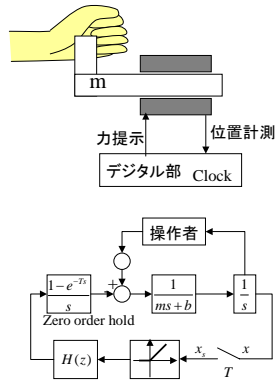 m
力提示
位置計測
デジタル部 Clock
操作者
1-e^{-Ts}
s
+
Zero order hold
1
ms+b
1
s
H(z)
x_s
x
T